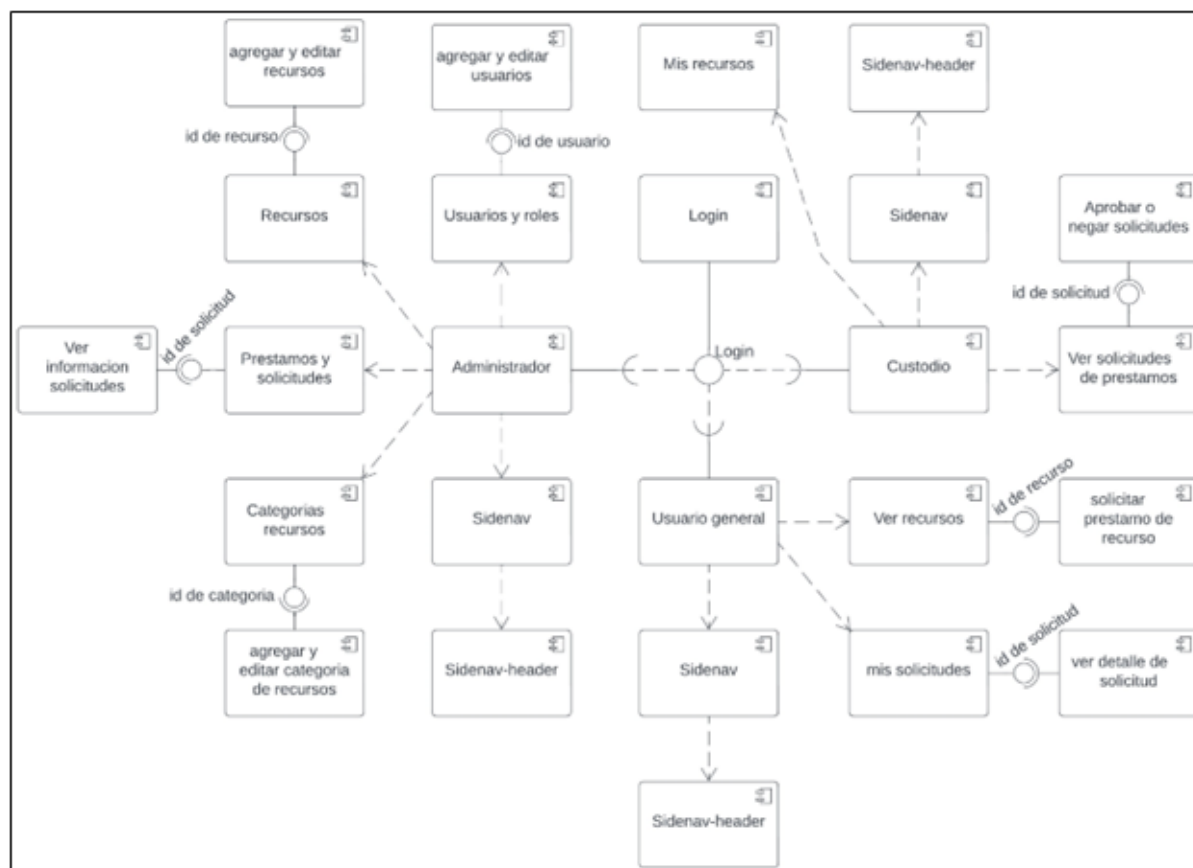 agregar y editar
recursos
agregar y editar
usuarios
Mis recursos
Sidenav-header
id de recurso
id de usuario
Recursos
Usuarios y roles
Login
Sidenav
Aprobar o
negar solicitudes
id de solicitud
id de solicitud
Ver
informacion
solicitudes
Prestamos y
solicitudes
Administrador
Login
Custodio
Ver solicitudes
de prestamos
Categorias
recursos
Sidenav
Usuario general
Ver recursos
id de recurso
solicitar
prestamo de
recurso
id de categoria
agregar y
editar categoria
de recursos
Sidenav-header
Sidenav
mis solicitudes
id de solicitud
ver detalle de
solicitud
Sidenav-header